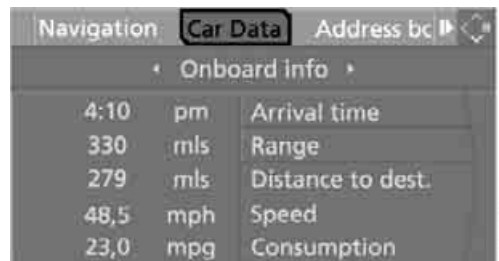 Navigation Car Data Address bo
Onboard info
4:10 pm Arrival time
330 mls Range
279 mls Distance to dest.
48,5 mph Speed
23,0 mpg Consumption